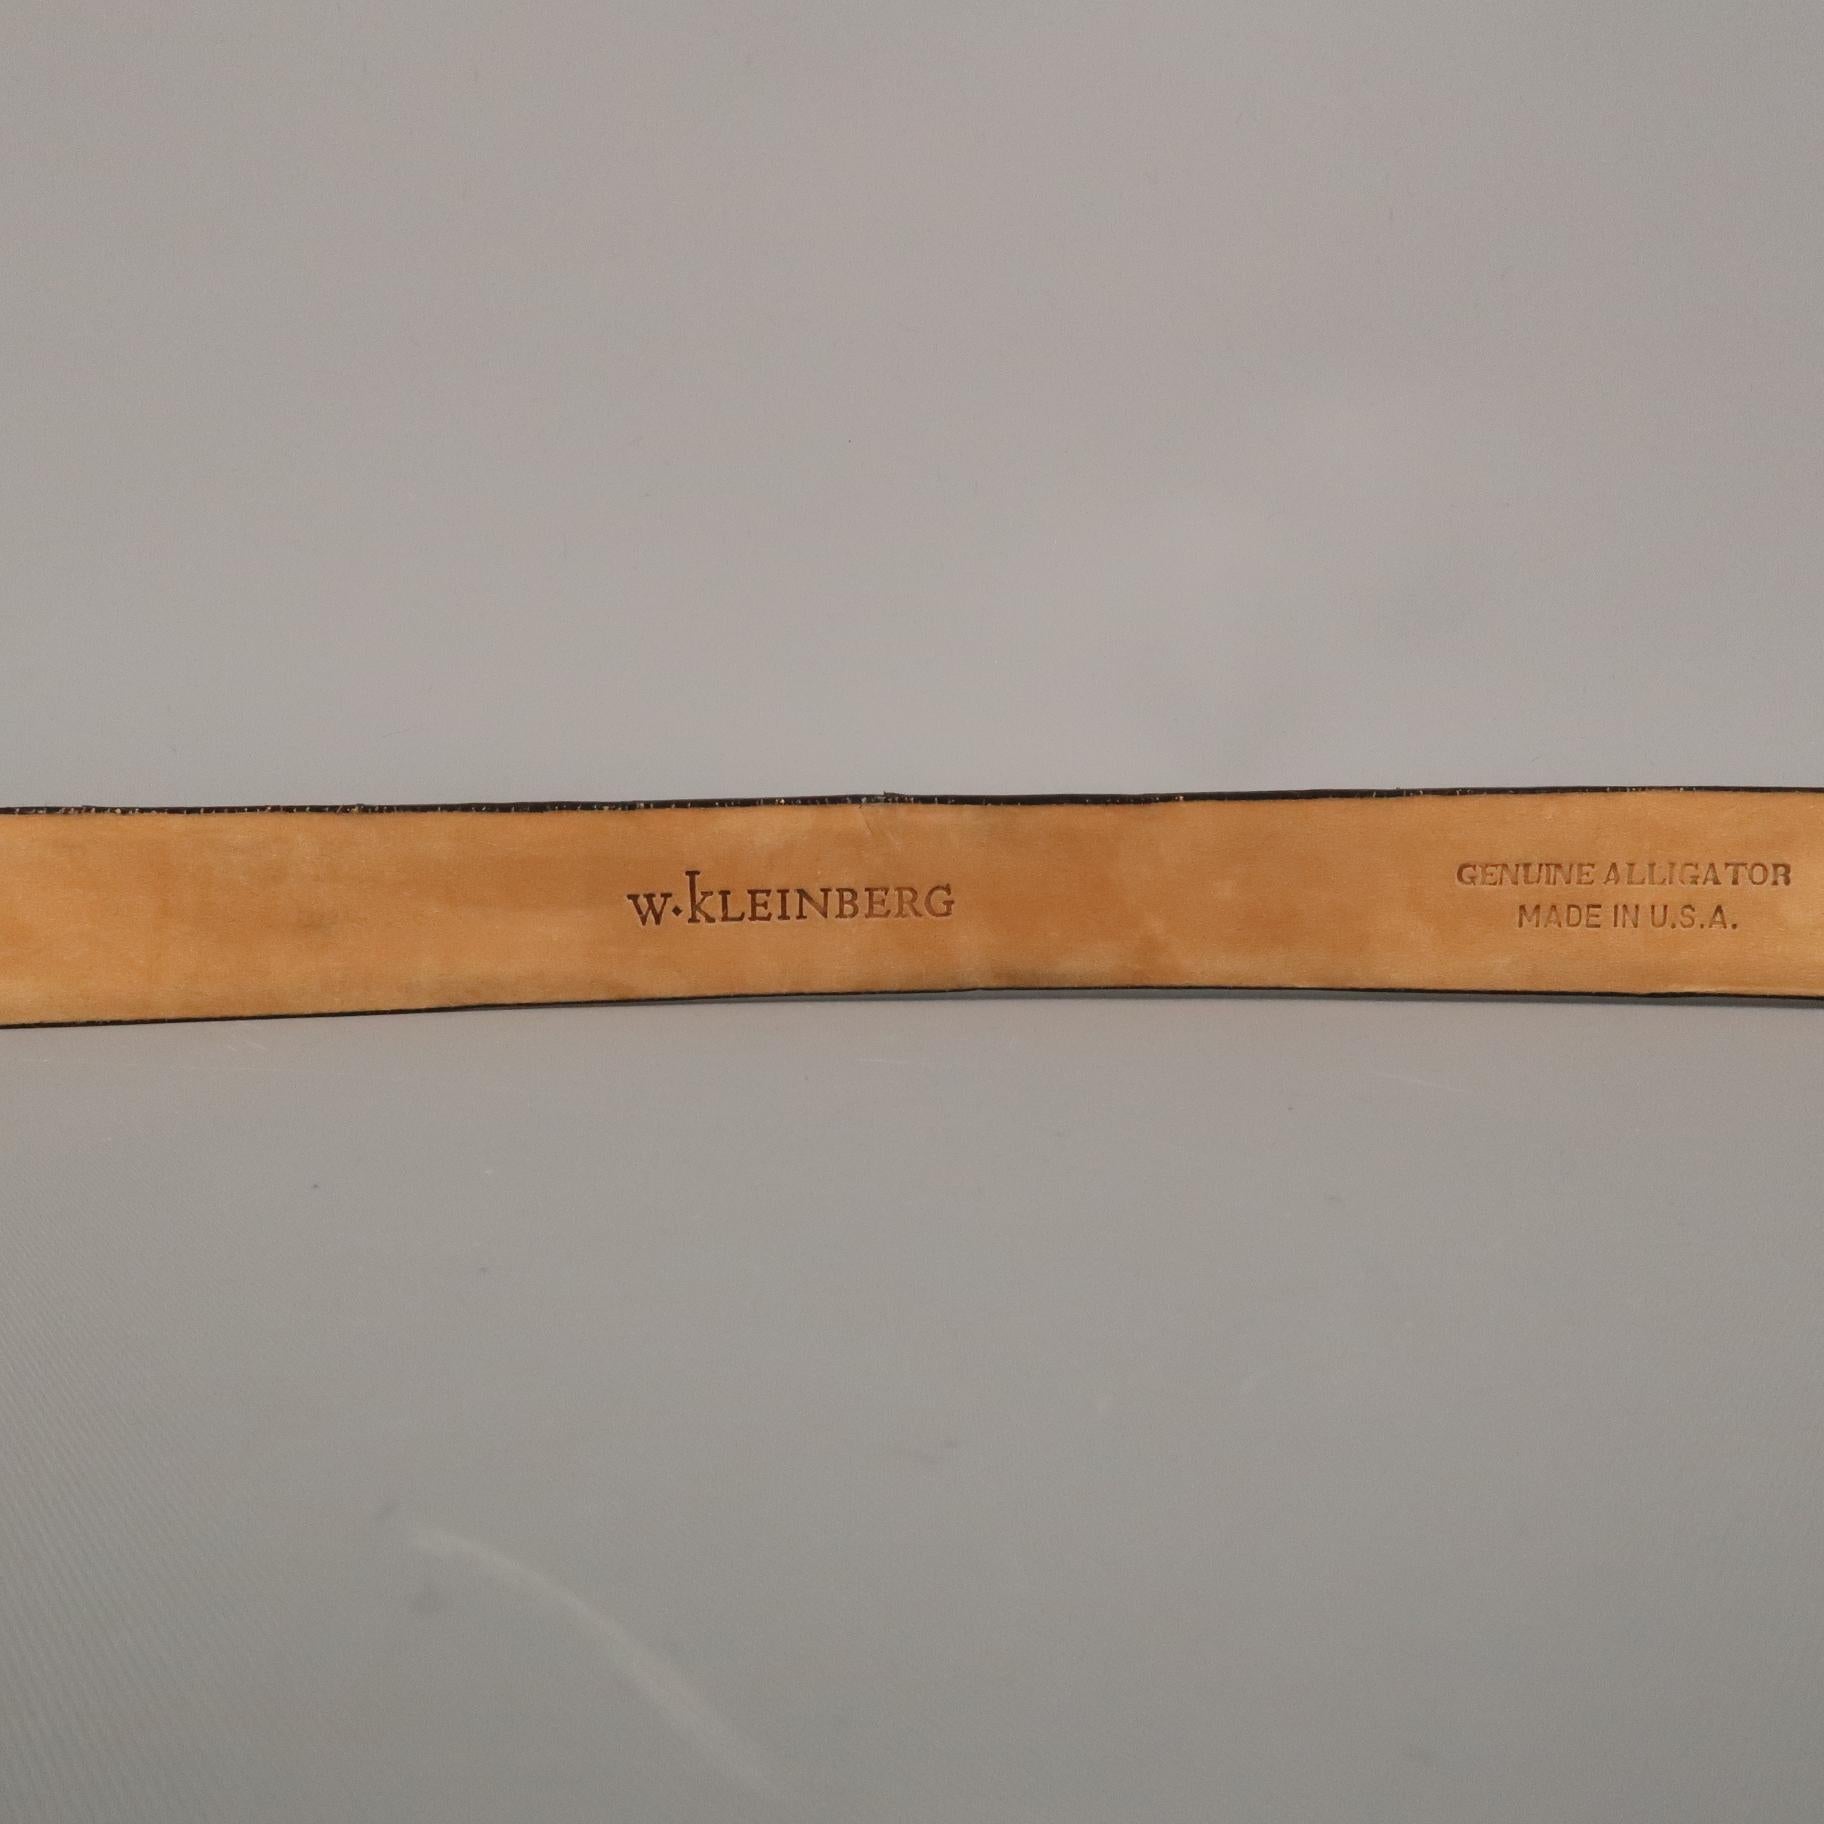 W·KLEINBERG
GENUINE ALLIGATOR
MADE IN U.S.A.